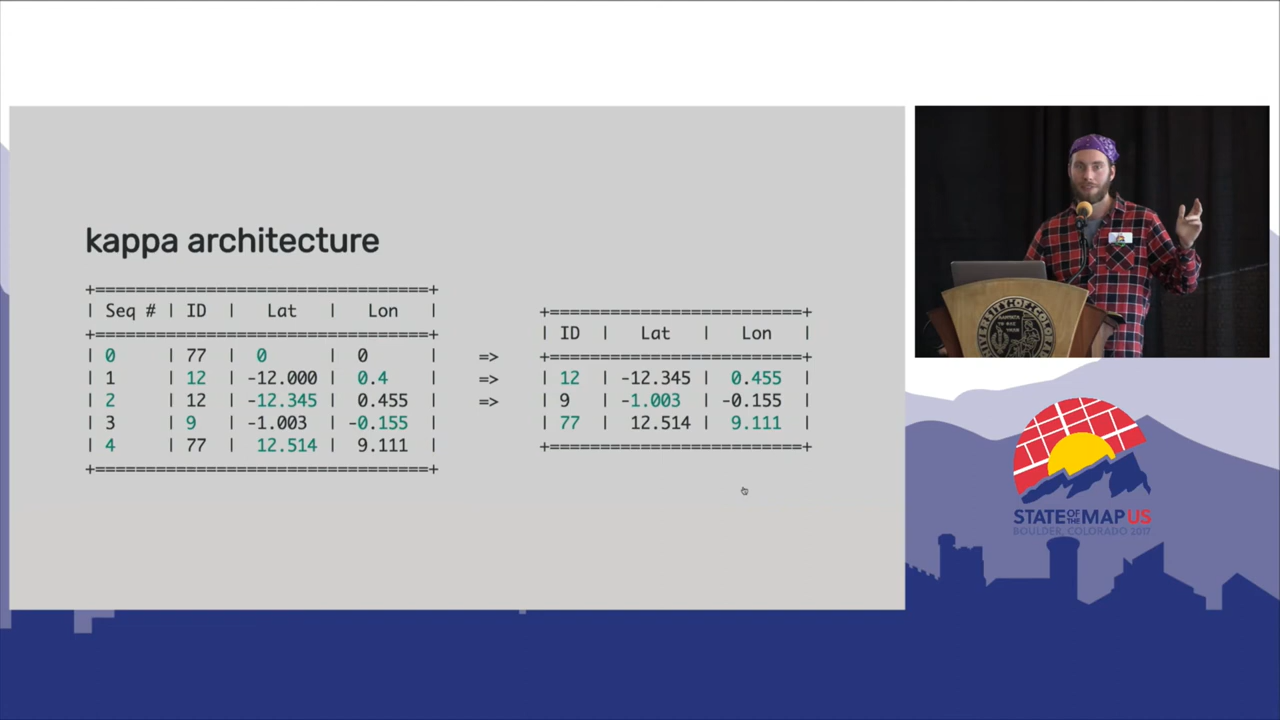 kappa architecture
+===============================+
| Seq # | ID | Lat | Lon |
+===============================+
| 0 | 77 | 0 | 0 |
| 1 | 12 | -12.000 | 0.4 |
| 2 | 12 | -12.345 | 0.455 |
| 3 | 9 | -1.003 | -0.155 |
| 4 | 77 | 12.514 | 9.111 |
+===============================+
=>
=>
=>
+========================+
| ID | Lat | Lon |
+========================+
| 12 | -12.345 | 0.455 |
| 9 | -1.003 | -0.155 |
| 77 | 12.514 | 9.111 |
+========================+
UNIVERSITY OF COLORADO
STATE OF THE MAP US
BOULDER, COLORADO 2017